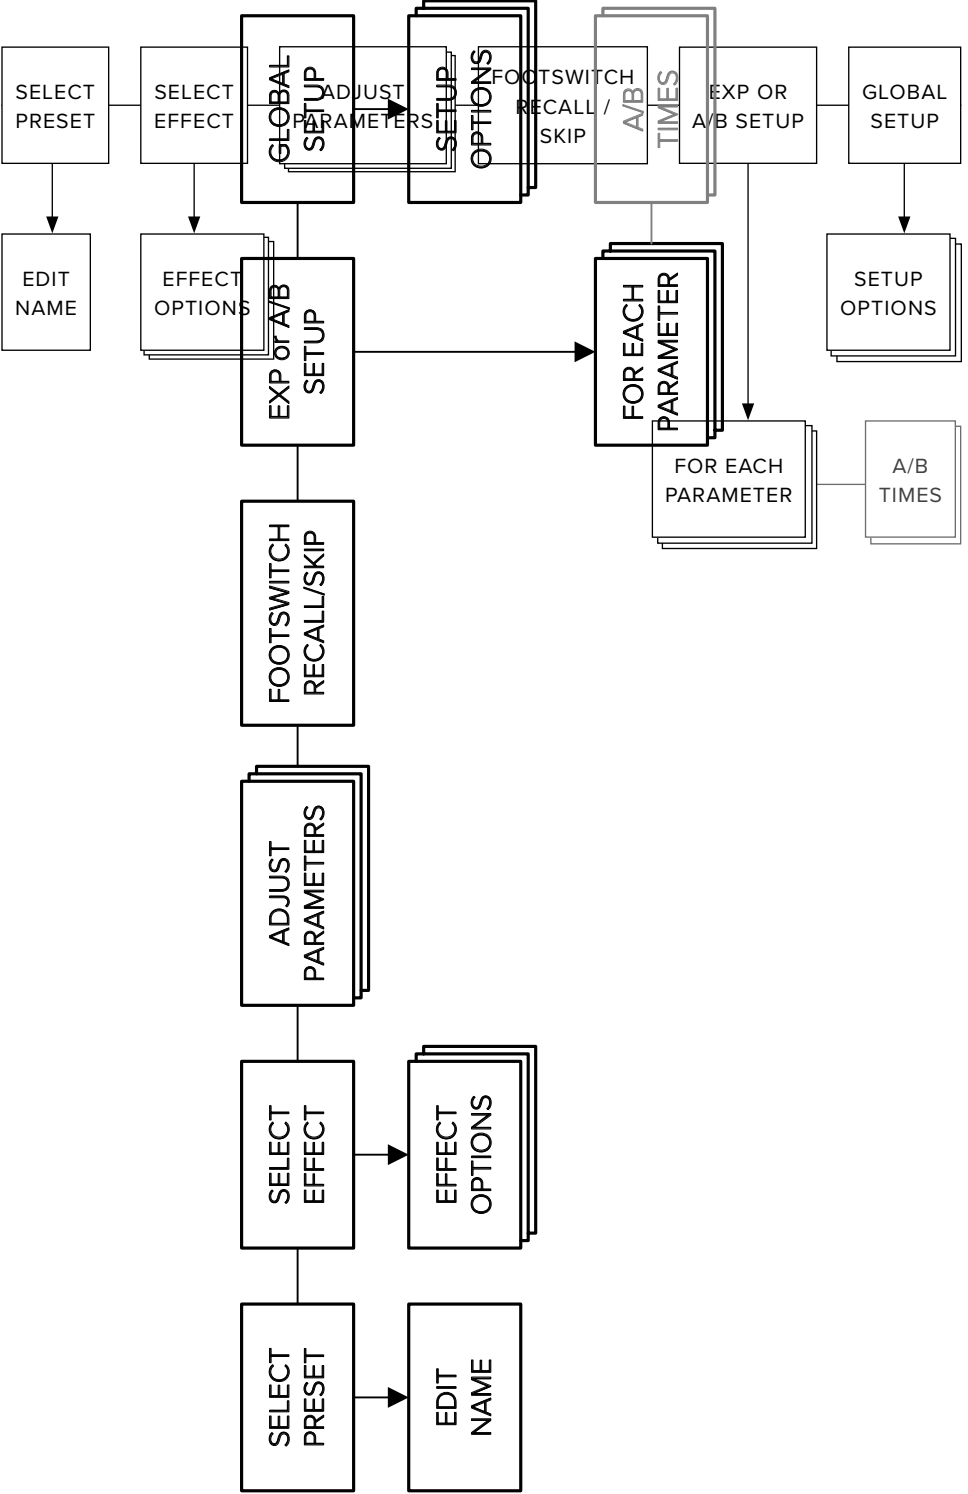 SELECT
PRESET
SELECT
EFFECT
ADJUST
PARAMETERS
FOOTSWITCH
RECALL /
SKIP
EXP OR
A/B SETUP
GLOBAL
SETUP
EDIT
NAME
EFFECT
OPTIONS
SETUP
OPTIONS
FOR EACH
PARAMETER
A/B
TIMES
GLOBAL
SETUP
SETUP
OPTIONS
A/B
TIMES
EXP or A/B
SETUP
FOR EACH
PARAMETER
FOOTSWITCH
RECALL/SKIP
ADJUST
PARAMETERS
SELECT
EFFECT
EFFECT
OPTIONS
SELECT
PRESET
EDIT
NAME